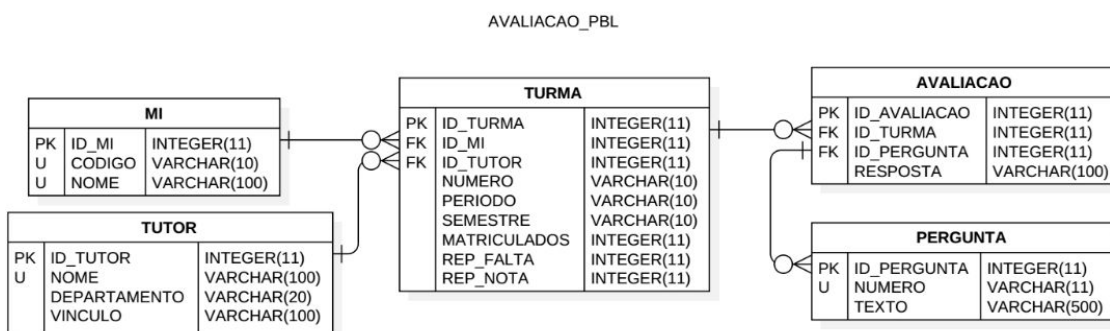 AVALIACAO_PBL
MI
PK ID_MI INTEGER(11)
U CODIGO VARCHAR(10)
U NOME VARCHAR(100)
TUTOR
PK ID_TUTOR INTEGER(11)
U NOME VARCHAR(100)
DEPARTAMENTO VARCHAR(20)
VINCULO VARCHAR(100)
TURMA
PK ID_TURMA INTEGER(11)
FK ID_MI INTEGER(11)
FK ID_TUTOR INTEGER(11)
NUMERO VARCHAR(10)
PERIODO VARCHAR(10)
SEMESTRE VARCHAR(10)
MATRICULADOS INTEGER(11)
REP_FALTA INTEGER(11)
REP_NOTA INTEGER(11)
AVALIACAO
PK ID_AVALIACAO INTEGER(11)
FK ID_TURMA INTEGER(11)
FK ID_PERGUNTA INTEGER(11)
RESPOSTA VARCHAR(100)
PERGUNTA
PK ID_PERGUNTA INTEGER(11)
U NUMERO VARCHAR(11)
TEXTO VARCHAR(500)